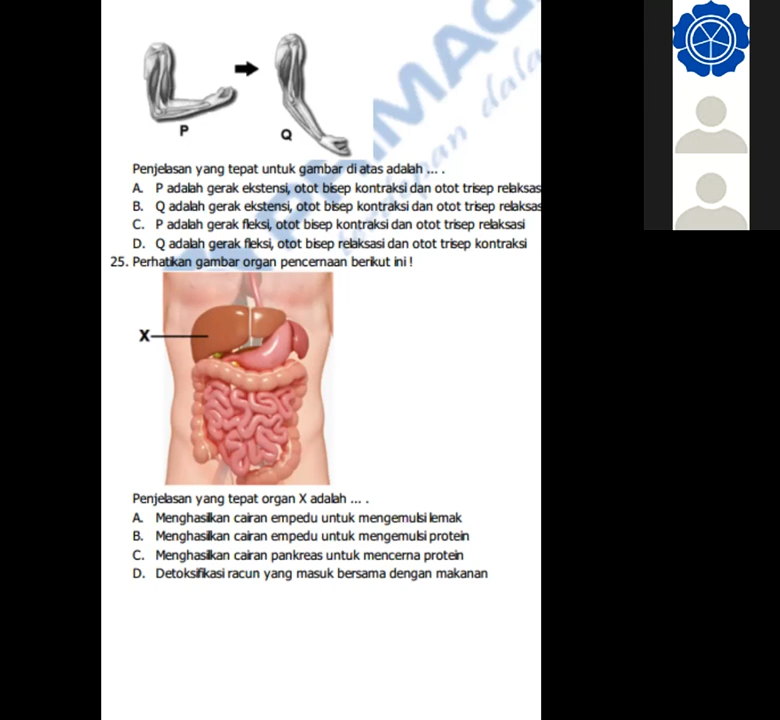 P
Q
Penjelasan yang tepat untuk gambar di atas adalah ... .
A. P adalah gerak ekstensi, otot bisep kontraksi dan otot trisep relaksas
B. Q adalah gerak ekstensi, otot bisep kontraksi dan otot trisep relaksas
C. P adalah gerak fleksi, otot bisep kontraksi dan otot trisep relaksasi
D. Q adalah gerak fleksi, otot bisep relaksasi dan otot trisep kontraksi
25. Perhatikan gambar organ pencernaan berikut ini !
X
Penjelasan yang tepat organ X adalah ... .
A. Menghasilkan cairan empedu untuk mengemulsi lemak
B. Menghasilkan cairan empedu untuk mengemulsi protein
C. Menghasilkan cairan pankreas untuk mencerna protein
D. Detoksifikasi racun yang masuk bersama dengan makanan